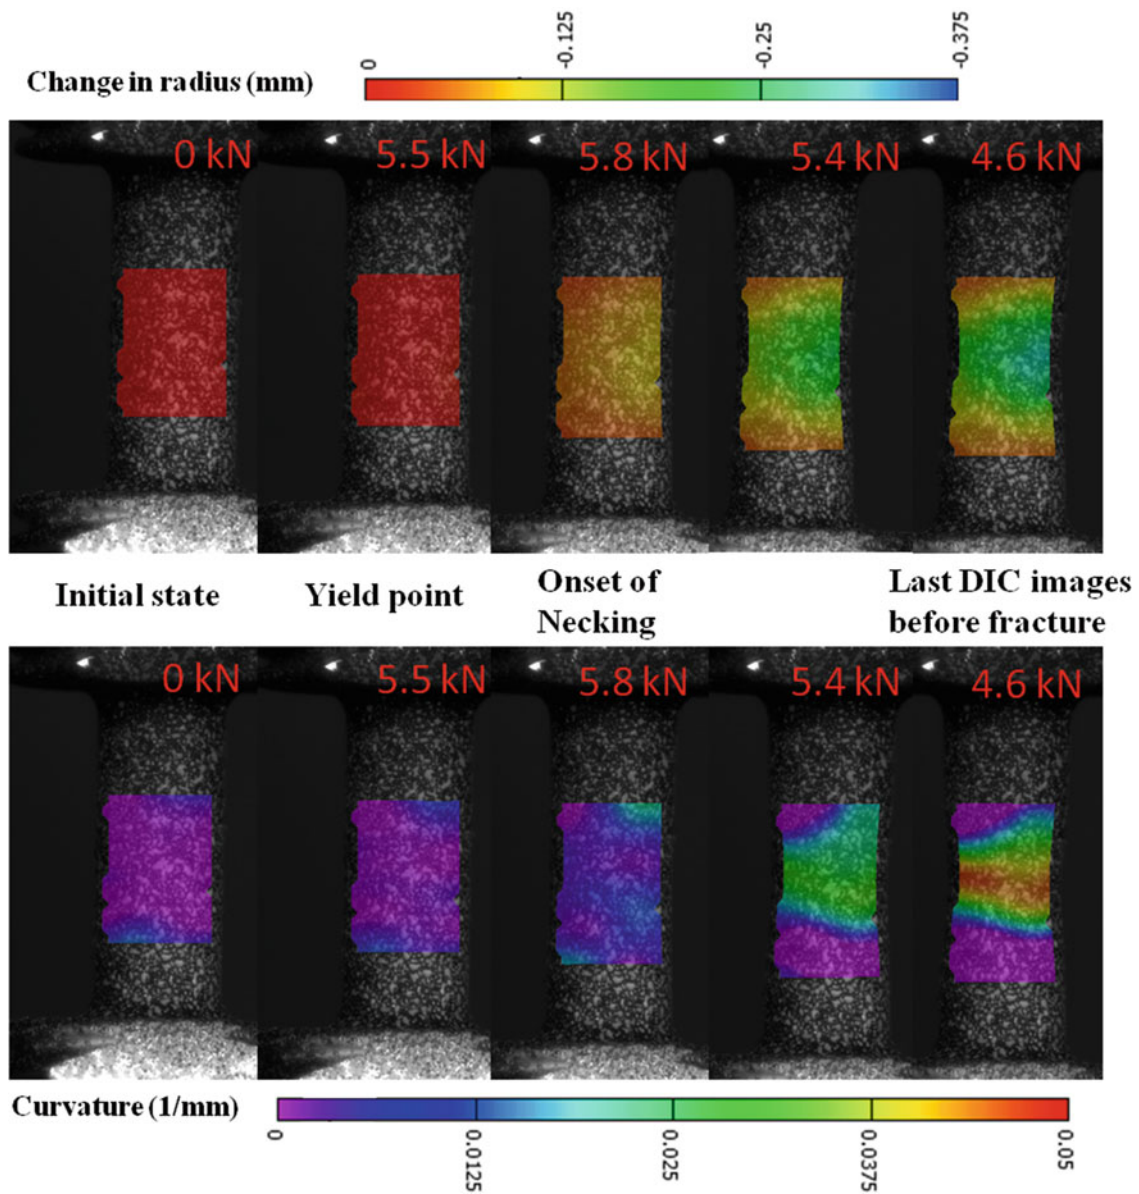 0 -0.125 -0.25 -0.375
Change in radius (mm)
0 kN 5.5 kN 5.8 kN 5.4 kN 4.6 kN
Initial state Yield point Onset of Necking Last DIC images before fracture
0 kN 5.5 kN 5.8 kN 5.4 kN 4.6 kN
Curvature (1/mm)
0 0.0125 0.025 0.0375 0.05